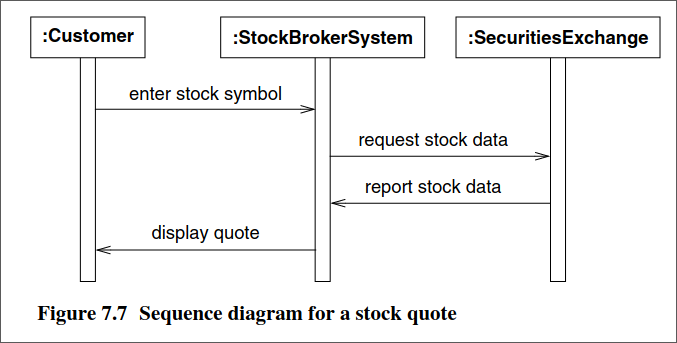 :Customer
:StockBrokerSystem
:SecuritiesExchange
enter stock symbol
request stock data
report stock data
display quote
Figure 7.7 Sequence diagram for a stock quote